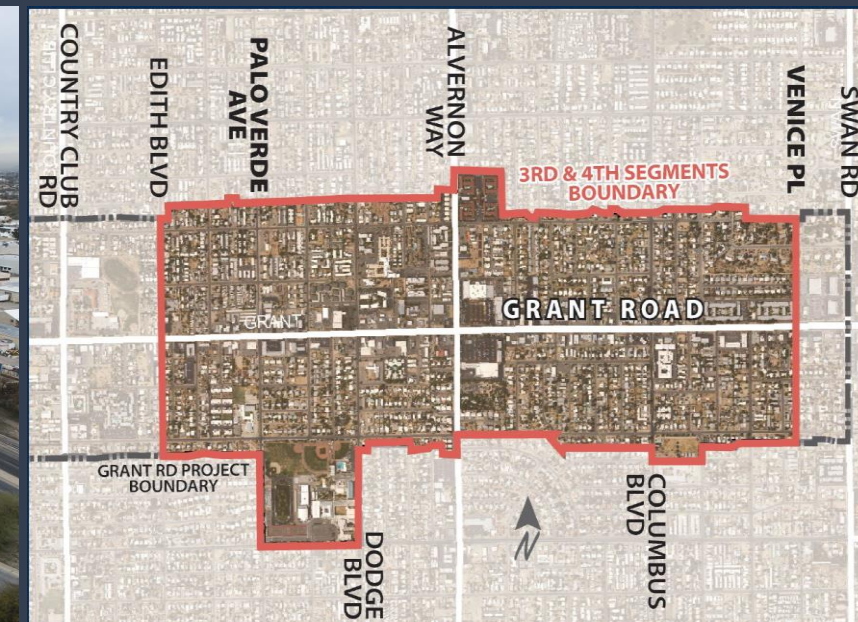 COUNTRY CLUB
RD
EDITH BLVD
PALO VERDE
AVE
ALVERNON
WAY
VENICE PL
SWAN RD
3RD & 4TH SEGMENTS
BOUNDARY
GRANT
GRANT ROAD
GRANT RD PROJECT
BOUNDARY
DODGE
BLVD
COLUMBUS
BLVD
N